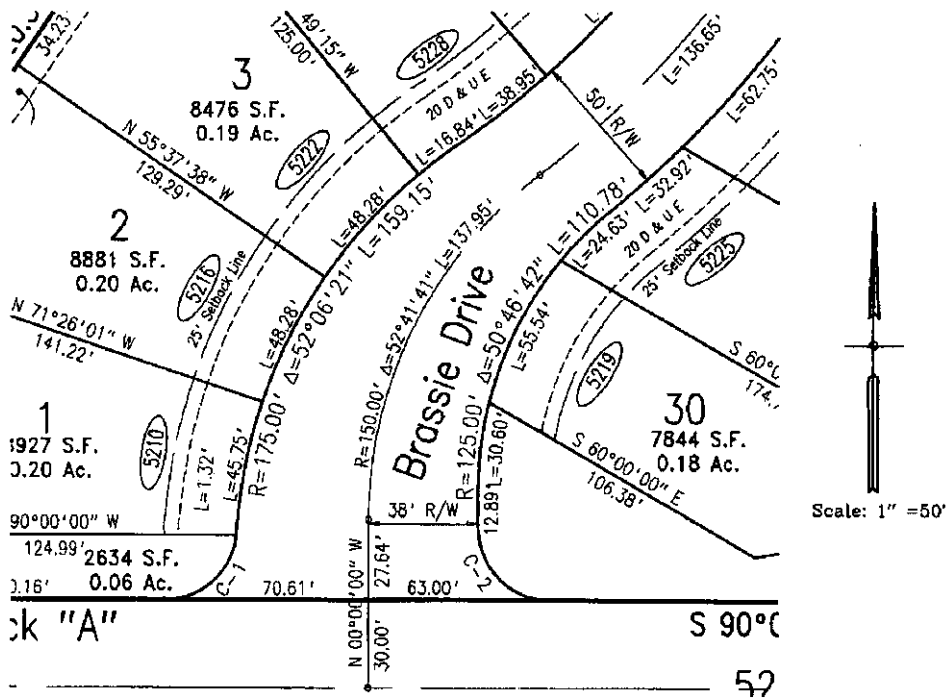 34.23'
49'15" W
125.00'
3
8476 S.F.
0.19 Ac.
5228
20 D & U E
L=16.84'
L=38.95'
L=136.65'
L=62.75'
50' R/W
N 55°37'38" W
129.29'
5222
L=48.28'
L=159.15'
L=110.78'
L=32.92'
L=24.63'
20 D & U E
25' Setback Line
5225
2
8881 S.F.
0.20 Ac.
5216
25' Setback Line
L=48.28'
Δ=52°06'21"
R=175.00'
L=137.95'
Δ=52°41'41"
R=150.00'
Brassie Drive
Δ=50°46'42"
R=125.00'
L=55.54'
5219
N 71°26'01" W
141.22'
30
7844 S.F.
0.18 Ac.
S 60°00'00" E
106.38'
1
0.20 Ac.
5210
L=1.32'
L=45.75'
38' R/W
12.89'
L=30.60'
Scale: 1" =50'
90°00'00" W
124.99'
2634 S.F.
0.06 Ac.
C-1
70.61'
N 00°00'00" W
27.64'
30.00'
63.00'
C-2
"A"